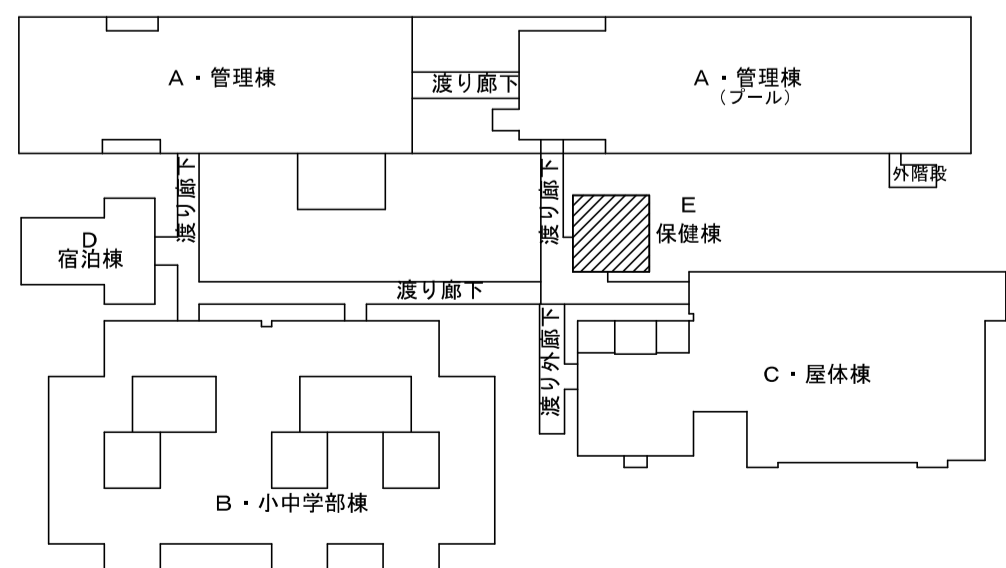 A・管理棟
渡り廊下
A・管理棟
（プール）
渡り廊下
渡り廊下
外階段
D
宿泊棟
E
保健棟
渡り廊下
渡り外廊下
C・屋体棟
B・小中学部棟